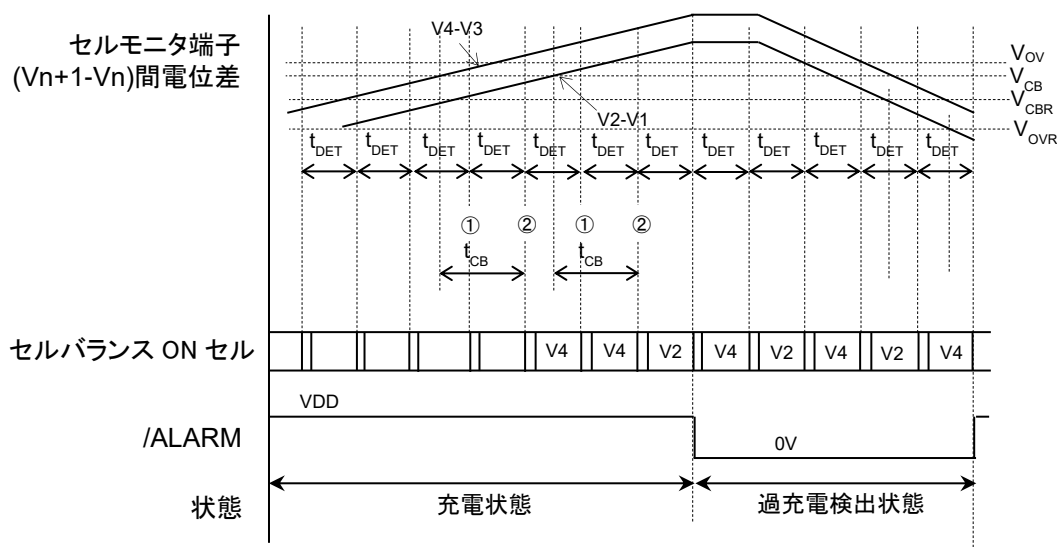 セルモニタ端子
(Vn+1-Vn)間電位差
V4-V3
V2-V1
VOV
VCB
VCBR
VOVR
tDET tDET tDET tDET tDET tDET tDET tDET tDET tDET tDET tDET
① ② ① ②
tCB tCB
セルバランス ON セル
V4 V4 V2 V4 V2 V4 V2 V4
/ALARM
VDD
0V
状態
充電状態
過充電検出状態